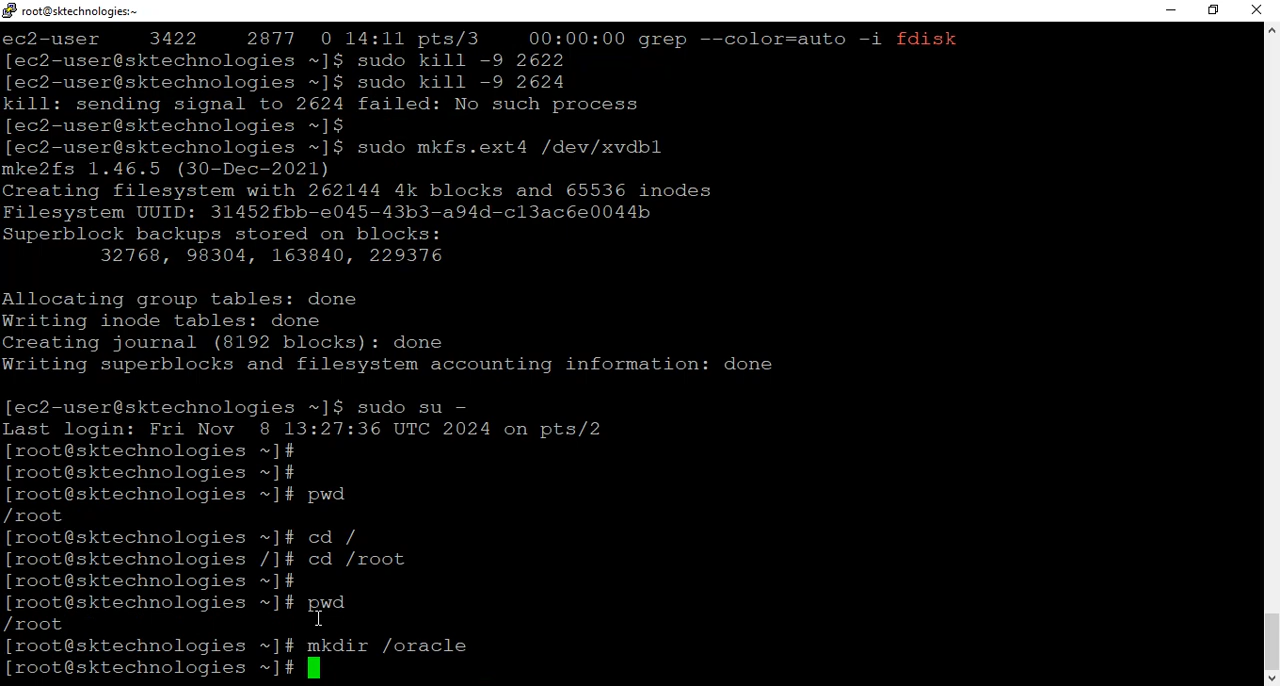 root@sktechnologies:~
ec2-user    3422    2877  0 14:11 pts/3    00:00:00 grep --color=auto -i fdisk
[ec2-user@sktechnologies ~]$ sudo kill -9 2622
[ec2-user@sktechnologies ~]$ sudo kill -9 2624
kill: sending signal to 2624 failed: No such process
[ec2-user@sktechnologies ~]$
[ec2-user@sktechnologies ~]$ sudo mkfs.ext4 /dev/xvdb1
mke2fs 1.46.5 (30-Dec-2021)
Creating filesystem with 262144 4k blocks and 65536 inodes
Filesystem UUID: 31452fbb-e045-43b3-a94d-c13ac6e0044b
Superblock backups stored on blocks:
        32768, 98304, 163840, 229376
Allocating group tables: done
Writing inode tables: done
Creating journal (8192 blocks): done
Writing superblocks and filesystem accounting information: done
[ec2-user@sktechnologies ~]$ sudo su -
Last login: Fri Nov  8 13:27:36 UTC 2024 on pts/2
[root@sktechnologies ~]#
[root@sktechnologies ~]#
[root@sktechnologies ~]# pwd
/root
[root@sktechnologies ~]# cd /
[root@sktechnologies /]# cd /root
[root@sktechnologies ~]#
[root@sktechnologies ~]# pwd
/root
[root@sktechnologies ~]# mkdir /oracle
[root@sktechnologies ~]#